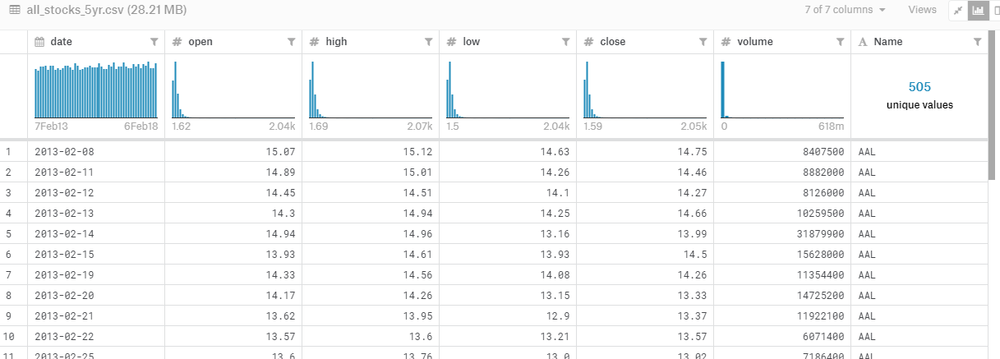 all_stocks_5yr.csv (28.21 MB) 7 of 7 columns Views
date # open # high # low # close # volume A Name
505
unique values
7Feb13 6Feb18 1.62 2.04k 1.69 2.07k 1.5 2.04k 1.59 2.05k 0 618m
1 2013-02-08 15.07 15.12 14.63 14.75 8407500 AAL
2 2013-02-11 14.89 15.01 14.26 14.46 8882000 AAL
3 2013-02-12 14.45 14.51 14.1 14.27 8126000 AAL
4 2013-02-13 14.3 14.94 14.25 14.66 10259500 AAL
5 2013-02-14 14.94 14.96 13.16 13.99 31879900 AAL
6 2013-02-15 13.93 14.61 13.93 14.5 15628000 AAL
7 2013-02-19 14.33 14.56 14.08 14.26 11354400 AAL
8 2013-02-20 14.17 14.26 13.15 13.33 14725200 AAL
9 2013-02-21 13.62 13.95 12.9 13.37 11922100 AAL
10 2013-02-22 13.57 13.6 13.21 13.57 6071400 AAL
11 2013-02-25 13.6 13.76 13.0 13.02 7186400 AAL